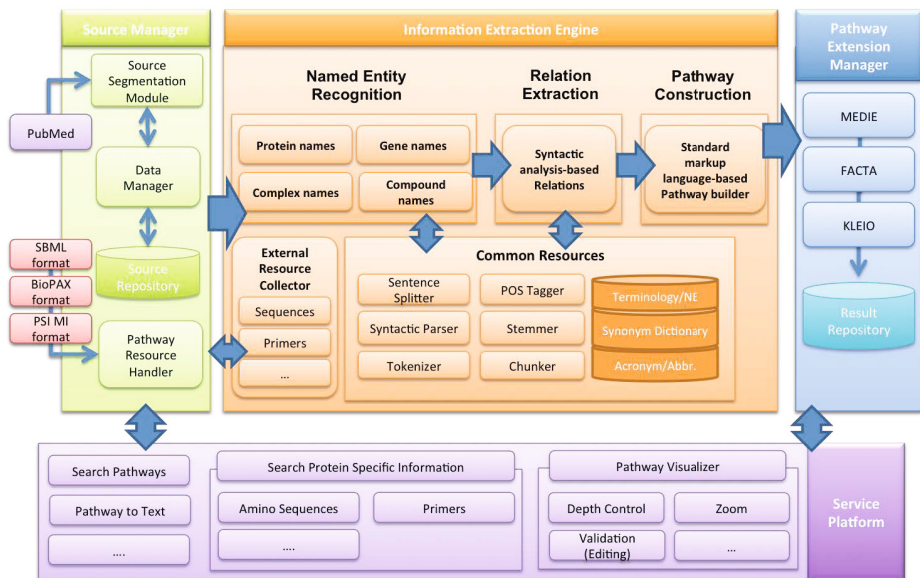 Source Manager
Source
Segmentation
Module
PubMed
Data
Manager
Source
Repository
SBML
format
BioPAX
format
PSI MI
format
Pathway
Resource
Handler
Information Extraction Engine
Named Entity
Recognition
Protein names
Gene names
Complex names
Compound
names
Relation
Extraction
Syntactic
analysis-based
Relations
Pathway
Construction
Standard
markup
language-based
Pathway builder
External
Resource
Collector
Sequences
Primers
...
Common Resources
Sentence
Splitter
POS Tagger
Terminology/NE
Syntactic Parser
Stemmer
Synonym Dictionary
Tokenizer
Chunker
Acronym/Abbr.
Pathway
Extension
Manager
MEDIE
FACTA
KLEIO
Result
Repository
Search Pathways
Pathway to Text
....
Search Protein Specific Information
Amino Sequences
Primers
....
Pathway Visualizer
Depth Control
Zoom
Validation
(Editing)
...
Service
Platform